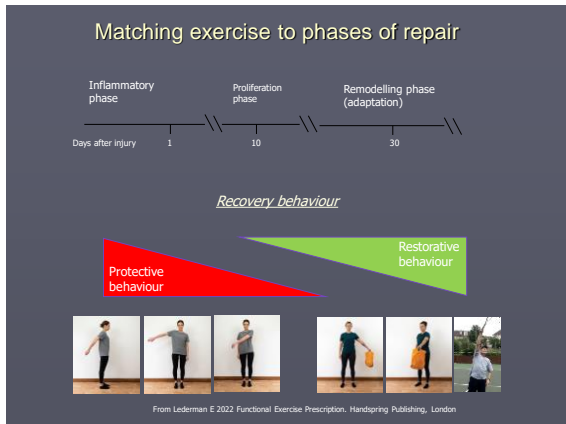 Matching exercise to phases of repair
Inflammatory
phase
Proliferation
phase
Remodelling phase
(adaptation)
Days after injury 1 10 30
Recovery behaviour
Protective
behaviour
Restorative
behaviour
From Lederman E 2022 Functional Exercise Prescription. Handspring Publishing, London